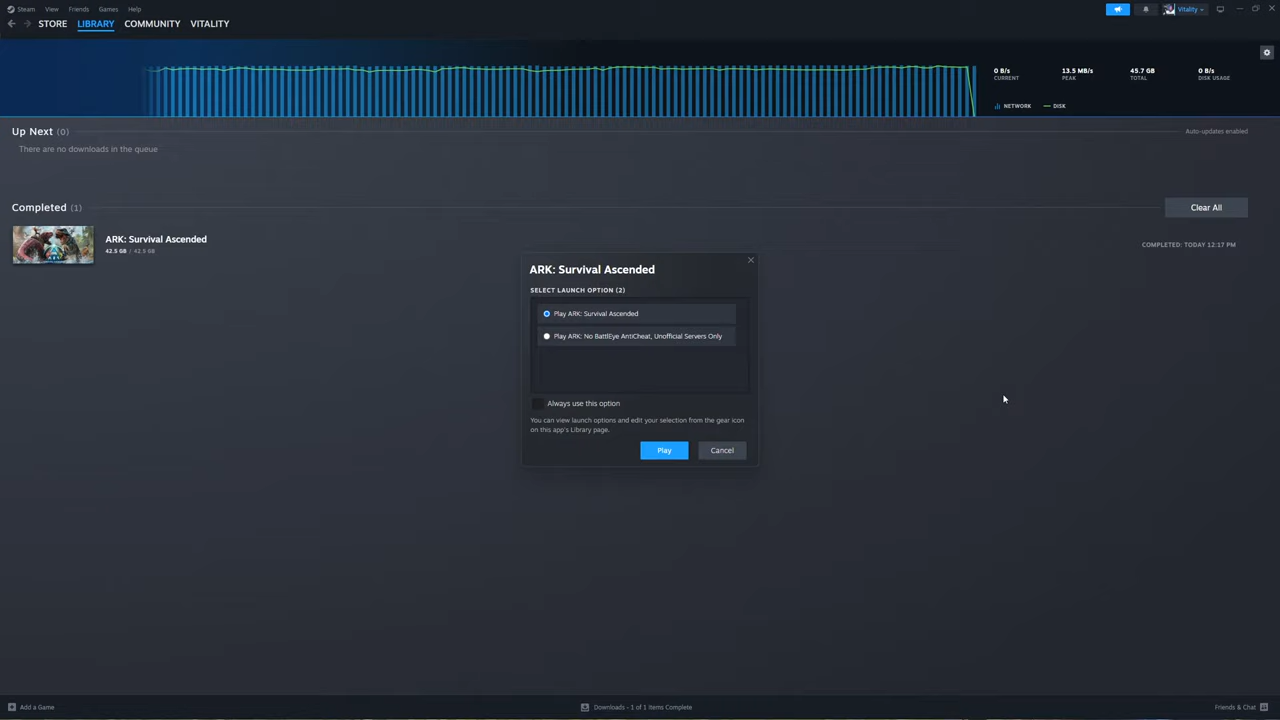 Steam View Friends Games Help
Vitality
STORE LIBRARY COMMUNITY VITALITY
0 B/s 13.5 MB/s 45.7 GB 0 B/s
CURRENT PEAK TOTAL DISK USAGE
NETWORK DISK
Up Next (0)
Auto-updates enabled
There are no downloads in the queue
Completed (1)
Clear All
ARK: Survival Ascended
42.5 GB / 42.5 GB
COMPLETED: TODAY 12:17 PM
ARK: Survival Ascended
SELECT LAUNCH OPTION (2)
Play ARK: Survival Ascended
Play ARK: No BattlEye AntiCheat, Unofficial Servers Only
Always use this option
You can view launch options and edit your selection from the gear icon
on this app's Library page.
Play Cancel
Add a Game
Downloads - 1 of 1 Items Complete
Friends & Chat